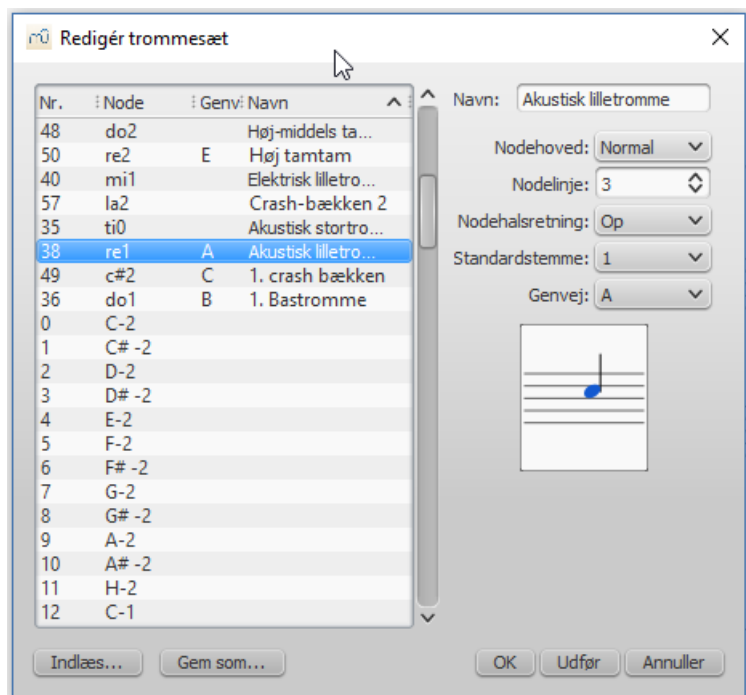 Redigér trommesæt
Nr. Node Genv Navn
48 do2 Høj-middels ta...
50 re2 E Høj tamtam
40 mi1 Elektrisk lilletro...
57 la2 Crash-bækken 2
35 ti0 Akustisk stortro...
38 re1 A Akustisk lilletro...
49 c#2 C 1. crash bækken
36 do1 B 1. Bastromme
0 C-2
1 C# -2
2 D-2
3 D# -2
4 E-2
5 F-2
6 F# -2
7 G-2
8 G# -2
9 A-2
10 A# -2
11 H-2
12 C-1
Navn: Akustisk lilletromme
Nodehoved: Normal
Nodelinje: 3
Nodehalsretning: Op
Standardstemme: 1
Genvej: A
Indlæs... Gem som... OK Udfør Annuller